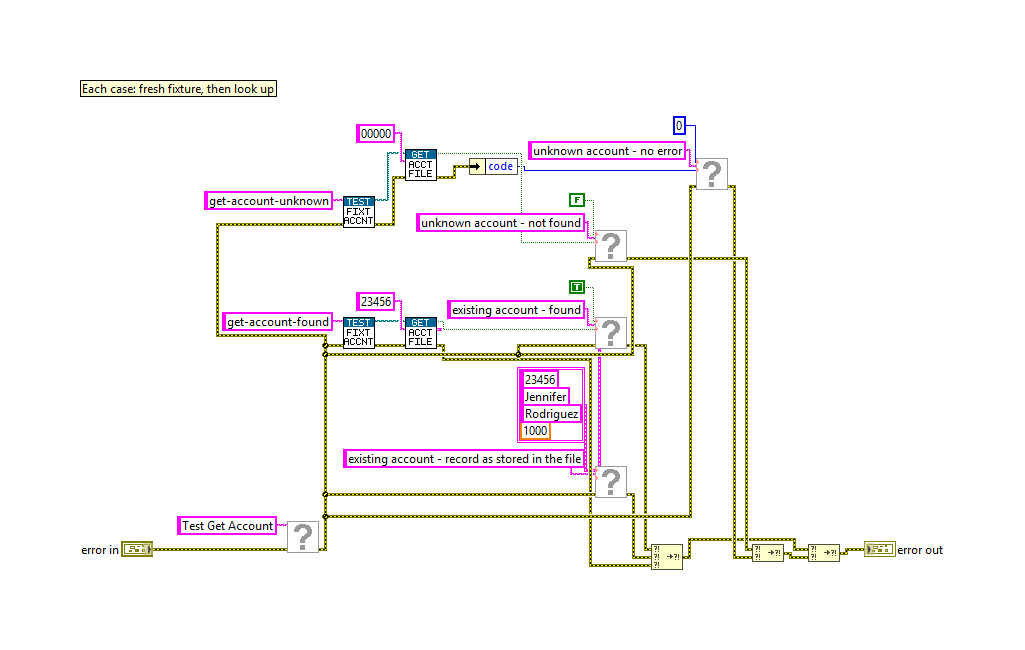 Each case: fresh fixture, then look up
0
00000
unknown account - no error
GET
ACCT
FILE
code
?
get-account-unknown
TEST
FIXT
ACCNT
F
unknown account - not found
?
T
23456
existing account - found
get-account-found
TEST
FIXT
ACCNT
GET
ACCT
FILE
?
23456
Jennifer
Rodriguez
1000
existing account - record as stored in the file
?
Test Get Account
?
error in
?!
?!
?!
?!
?!
?!
?!
?!
?!
?!
error out